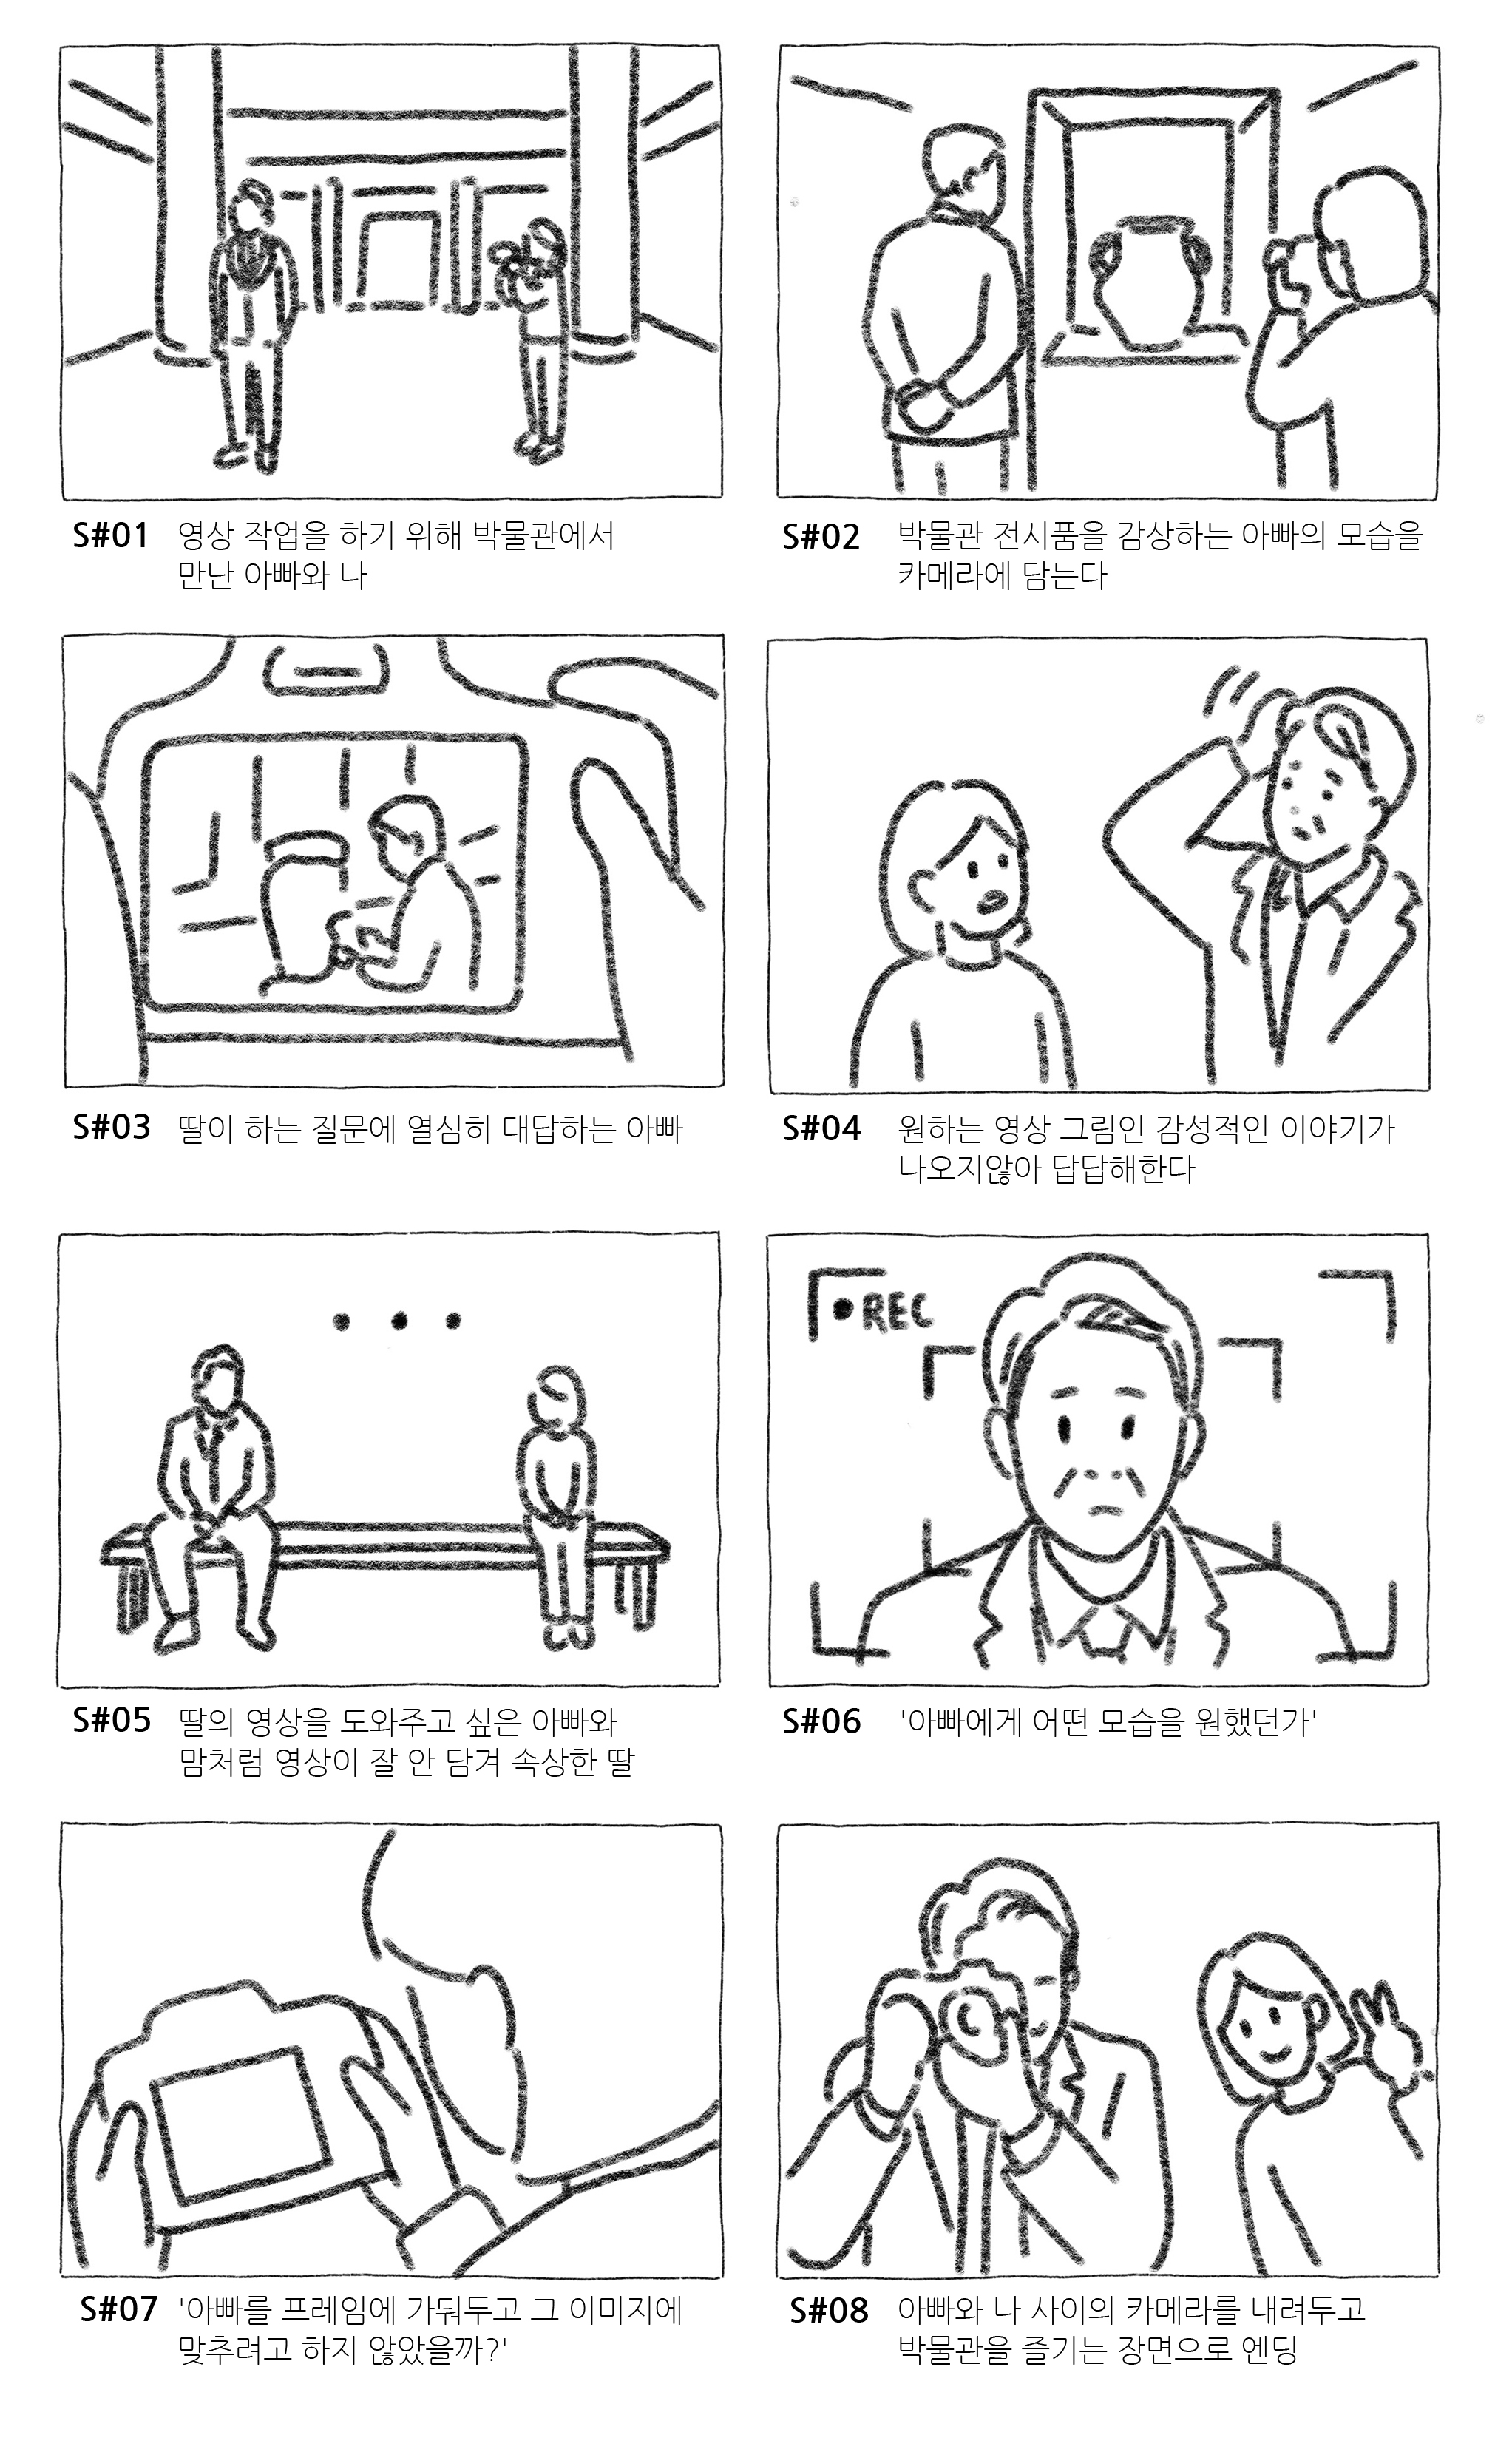 S#01 영상 작업을 하기 위해 박물관에서
만난 아빠와 나
S#02 박물관 전시품을 감상하는 아빠의 모습을
카메라에 담는다
S#03 딸이 하는 질문에 열심히 대답하는 아빠
S#04 원하는 영상 그림인 감성적인 이야기가
나오지않아 답답해한다
S#05 딸의 영상을 도와주고 싶은 아빠와
맘처럼 영상이 잘 안 담겨 속상한 딸
REC
S#06 '아빠에게 어떤 모습을 원했던가'
S#07 '아빠를 프레임에 가둬두고 그 이미지에
맞추려고 하지 않았을까?'
S#08 아빠와 나 사이의 카메라를 내려두고
박물관을 즐기는 장면으로 엔딩